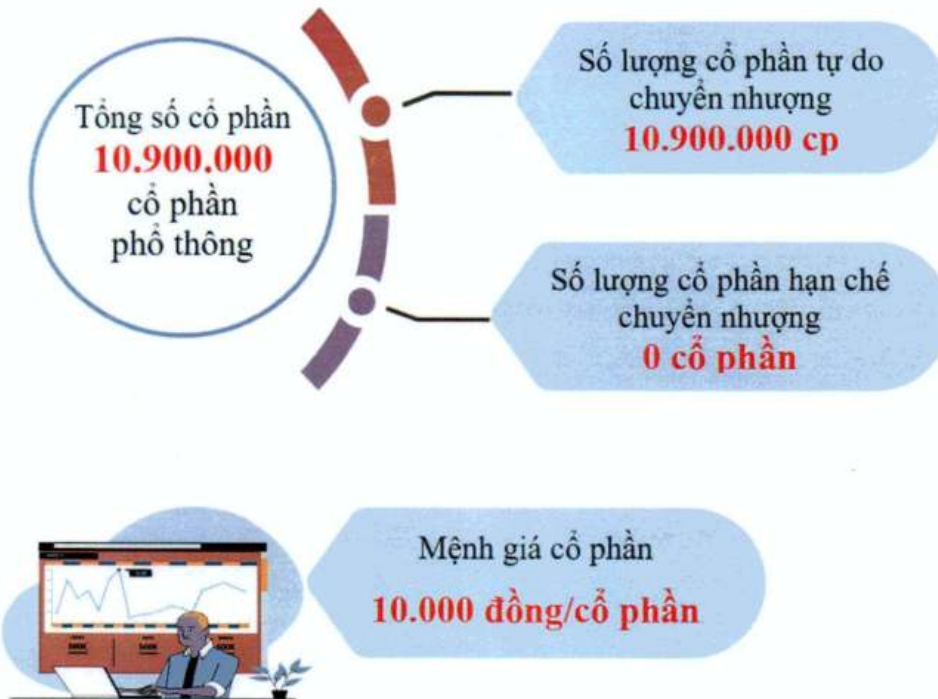 Tổng số cổ phần
10.900.000
cổ phần
phổ thông
Số lượng cổ phần tự do
chuyển nhượng
10.900.000 cp
Số lượng cổ phần hạn chế
chuyển nhượng
0 cổ phần
Mệnh giá cổ phần
10.000 đồng/cổ phần